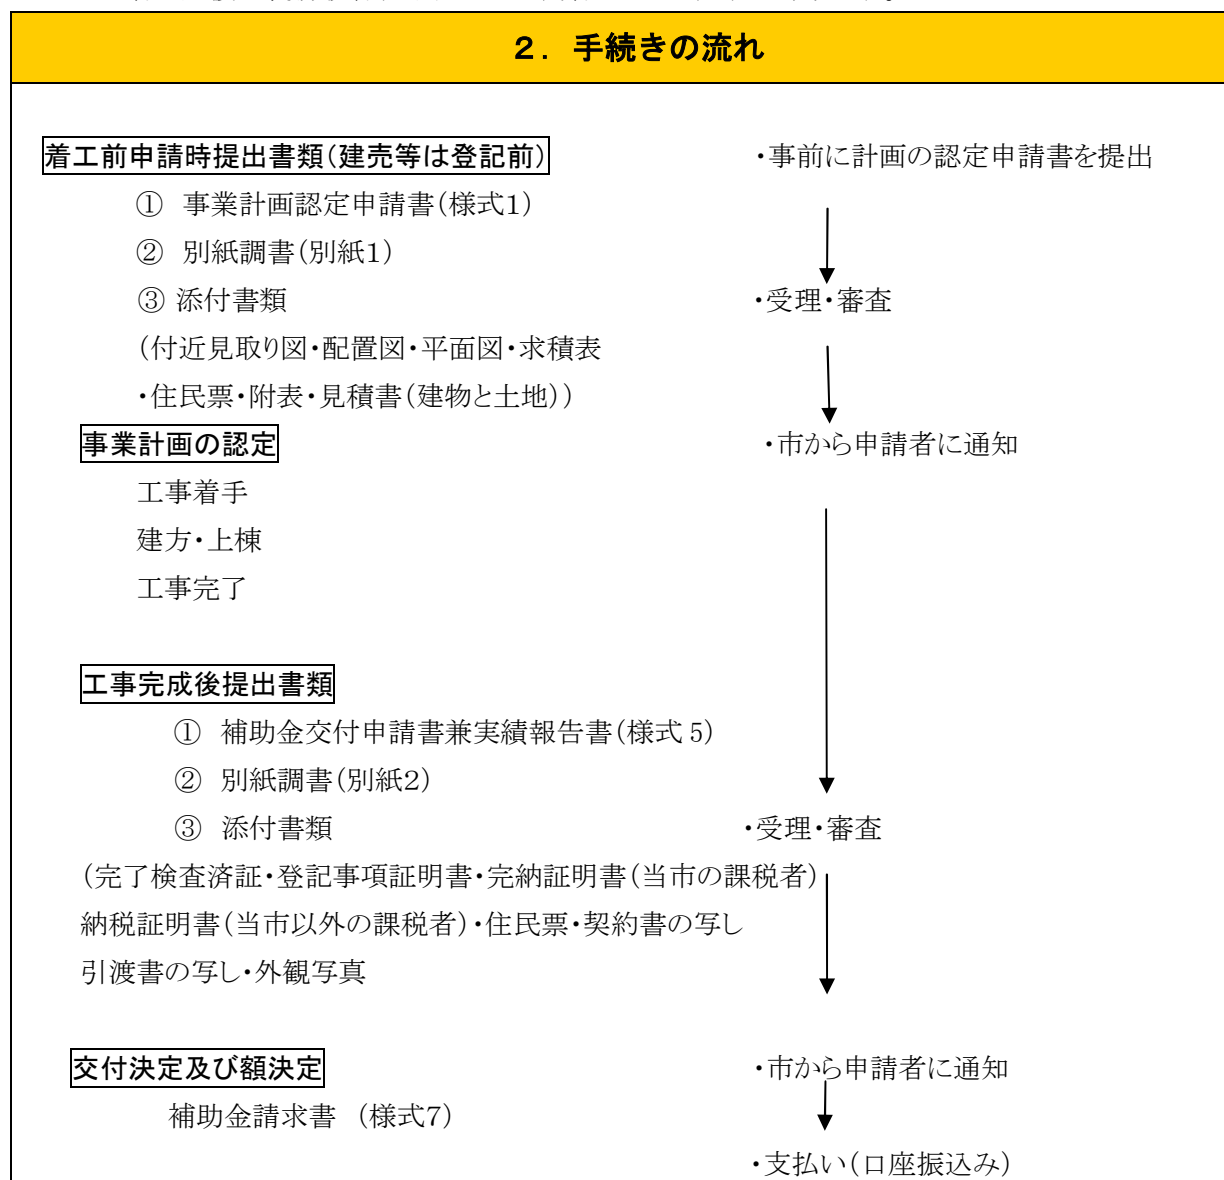 ２. 手続きの流れ
着工前申請時提出書類(建売等は登記前) ・事前に計画の認定申請書を提出
① 事業計画認定申請書(様式1)
② 別紙調書(別紙1)
③ 添付書類 ・受理・審査
(付近見取り図・配置図・平面図・求積表
・住民票・附表・見積書(建物と土地))
事業計画の認定 ・市から申請者に通知
工事着手
建方・上棟
工事完了
工事完成後提出書類
① 補助金交付申請書兼実績報告書(様式 5)
② 別紙調書(別紙2)
③ 添付書類 ・受理・審査
(完了検査済証・登記事項証明書・完納証明書(当市の課税者)
納税証明書(当市以外の課税者)・住民票・契約書の写し
引渡書の写し・外観写真
交付決定及び額決定 ・市から申請者に通知
補助金請求書 (様式7)
・支払い(口座振込み)